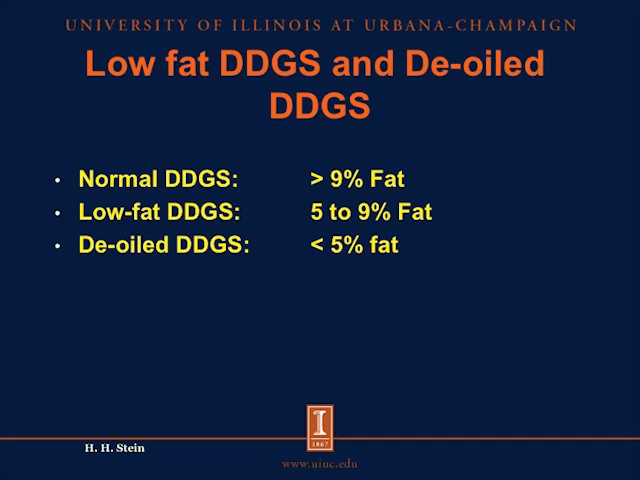 UNIVERSITY OF ILLINOIS AT URBANA-CHAMPAIGN
Low fat DDGS and De-oiled
DDGS
• Normal DDGS: > 9% Fat
• Low-fat DDGS: 5 to 9% Fat
• De-oiled DDGS: < 5% fat
I
1867
H. H. Stein
www.uiuc.edu